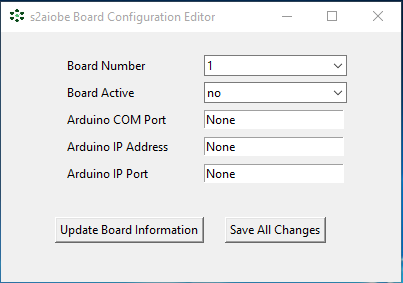 s2aiobe Board Configuration Editor
Board Number 1
Board Active no
Arduino COM Port None
Arduino IP Address None
Arduino IP Port None
Update Board Information Save All Changes